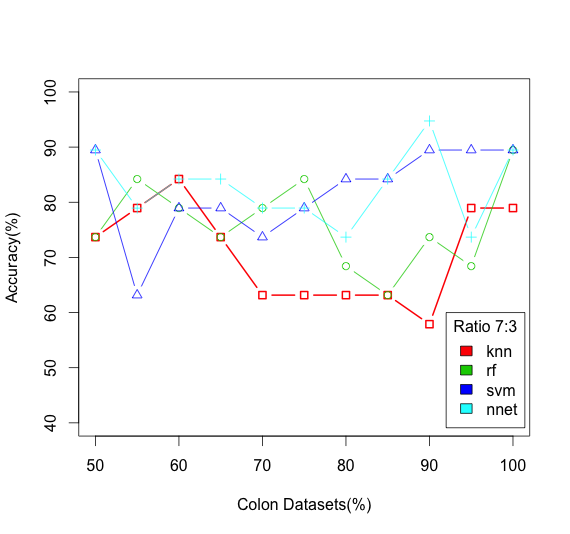 Accuracy(%)
100
90
80
70
60
50
40
50 60 70 80 90 100
Colon Datasets(%)
Ratio 7:3
knn
rf
svm
nnet